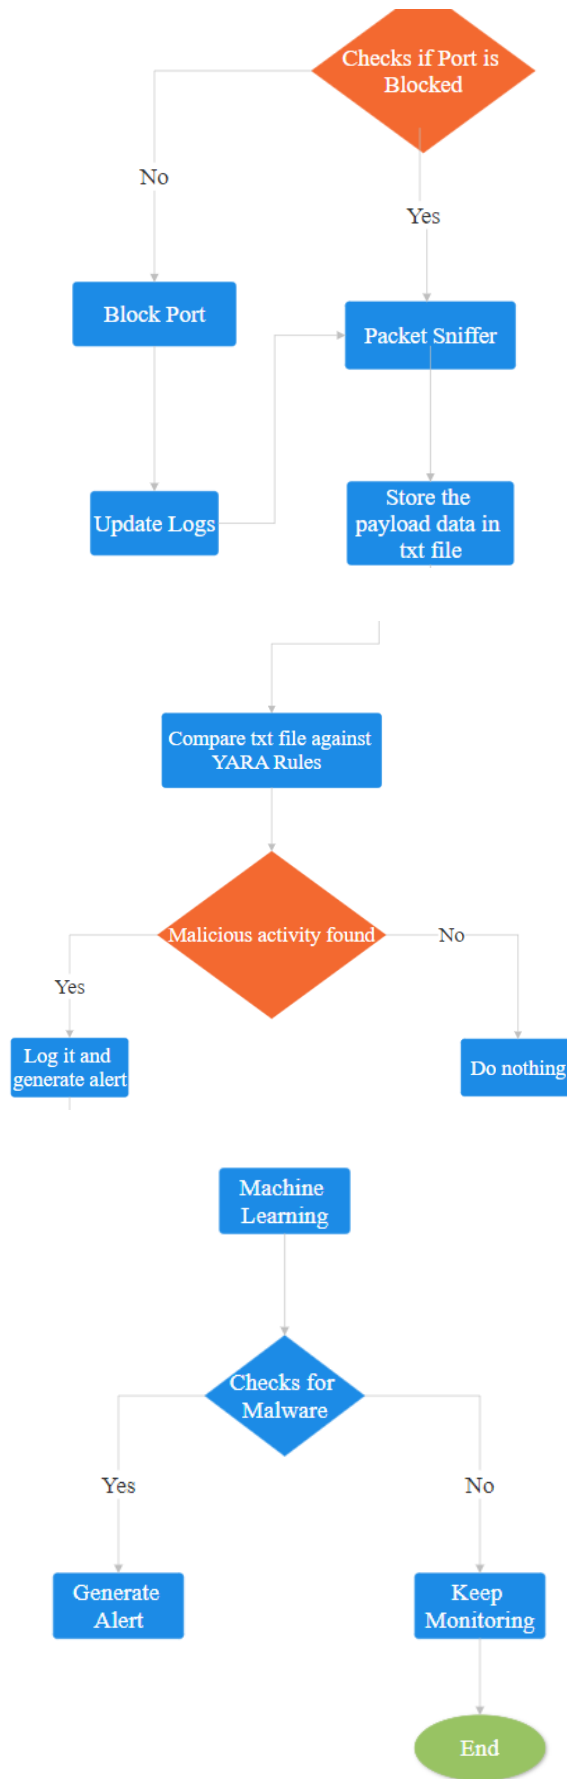 Checks if Port is
Blocked
No
Yes
Block Port
Packet Sniffer
Update Logs
Store the
payload data in
txt file
Compare txt file against
YARA Rules
Malicious activity found
No
Yes
Log it and
generate alert
Do nothing
Machine
Learning
Checks for
Malware
Yes
No
Generate
Alert
Keep
Monitoring
End